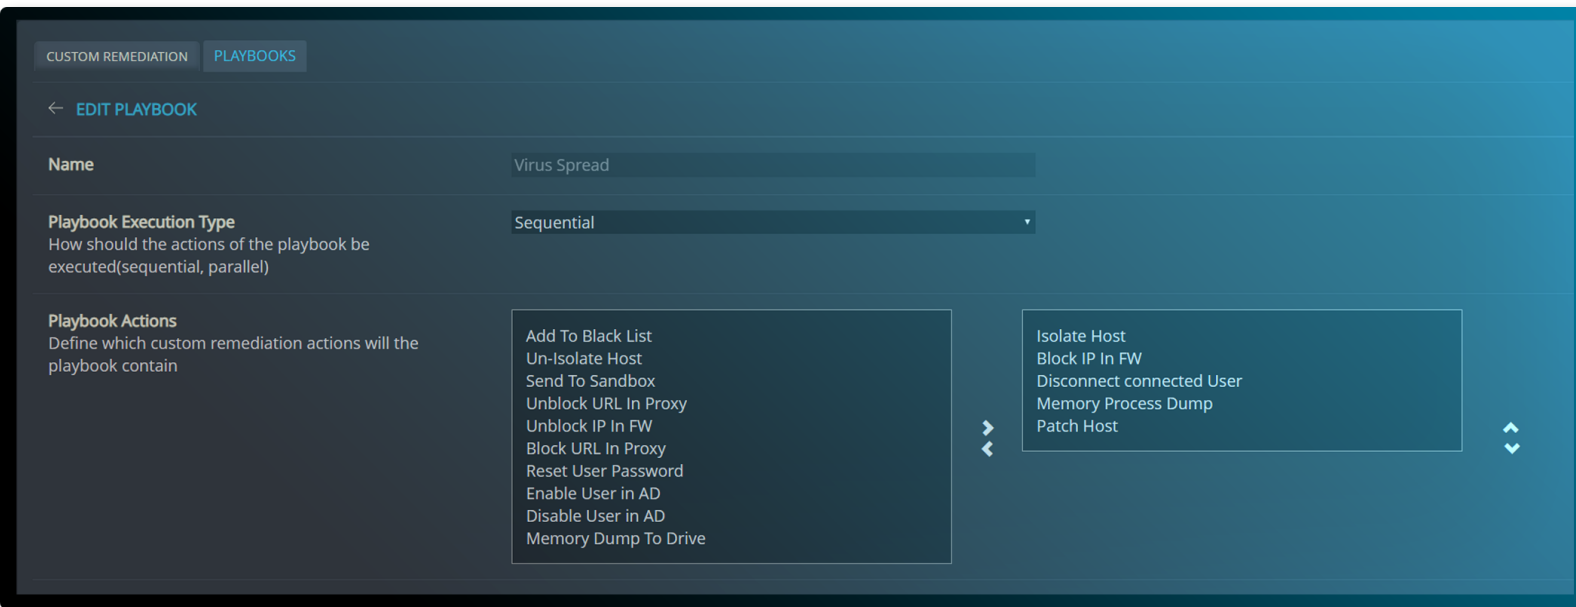 CUSTOM REMEDIATION
PLAYBOOKS
EDIT PLAYBOOK
Name
Virus Spread
Playbook Execution Type
How should the actions of the playbook be
executed(sequential, parallel)
Sequential
Playbook Actions
Define which custom remediation actions will the
playbook contain
Add To Black List
Un-Isolate Host
Send To Sandbox
Unblock URL In Proxy
Unblock IP In FW
Block URL In Proxy
Reset User Password
Enable User in AD
Disable User in AD
Memory Dump To Drive
Isolate Host
Block IP In FW
Disconnect connected User
Memory Process Dump
Patch Host